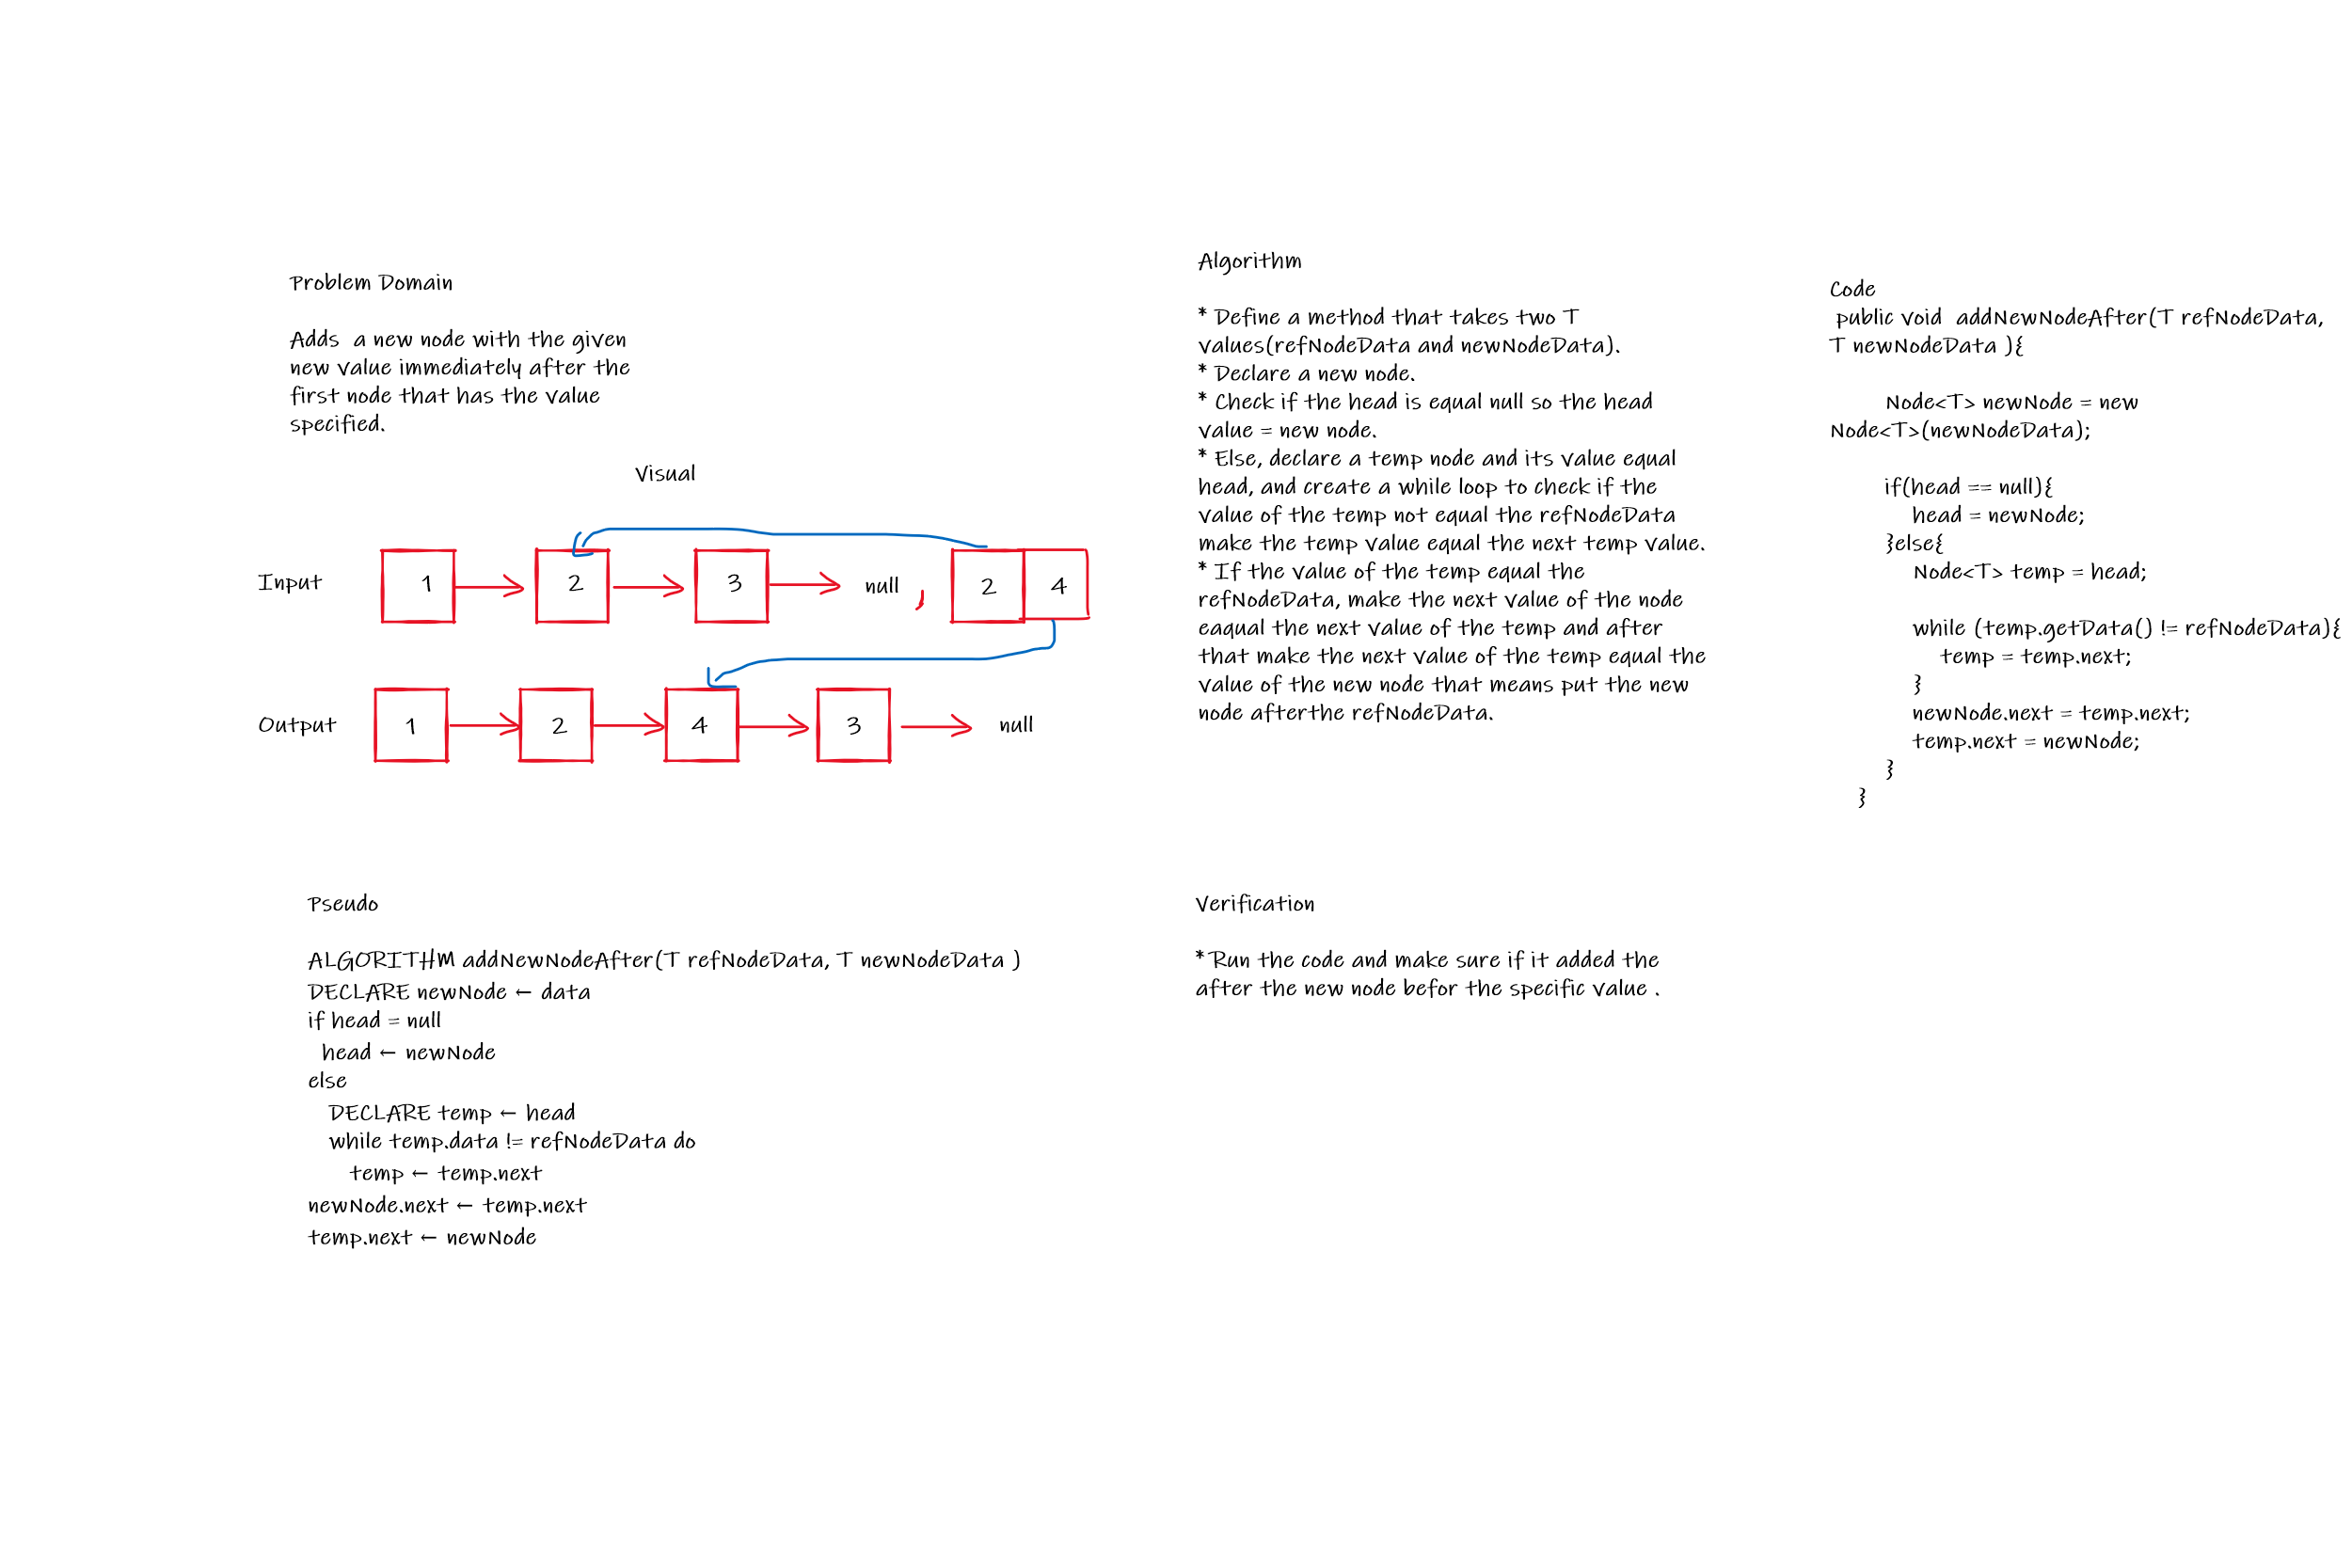 Problem Domain
Adds a new node with the given
new value immediately after the
first node that has the value
specified.
Visual
Input
1
2
3
null
,
2
4
Output
1
2
4
3
null
Algorithm
* Define a method that takes two T
values(refNodeData and newNodeData).
* Declare a new node.
* Check if the head is equal null so the head
value = new node.
* Else, declare a temp node and its value equal
head, and create a while loop to check if the
value of the temp not equal the refNodeData
make the temp value equal the next temp value.
* If the value of the temp equal the
refNodeData, make the next value of the node
eaqual the next value of the temp and after
that make the next value of the temp equal the
value of the new node that means put the new
node afterthe refNodeData.
Code
public void addNewNodeAfter(T refNodeData,
T newNodeData ){
Node<T> newNode = new
Node<T>(newNodeData);
if(head == null){
head = newNode;
}else{
Node<T> temp = head;
while (temp.getData() != refNodeData){
temp = temp.next;
}
newNode.next = temp.next;
temp.next = newNode;
}
}
Pseudo
ALGORITHM addNewNodeAfter(T refNodeData, T newNodeData )
DECLARE newNode ← data
if head = null
head ← newNode
else
DECLARE temp ← head
while temp.data != refNodeData do
temp ← temp.next
newNode.next ← temp.next
temp.next ← newNode
Verification
* Run the code and make sure if it added the
after the new node befor the specific value .